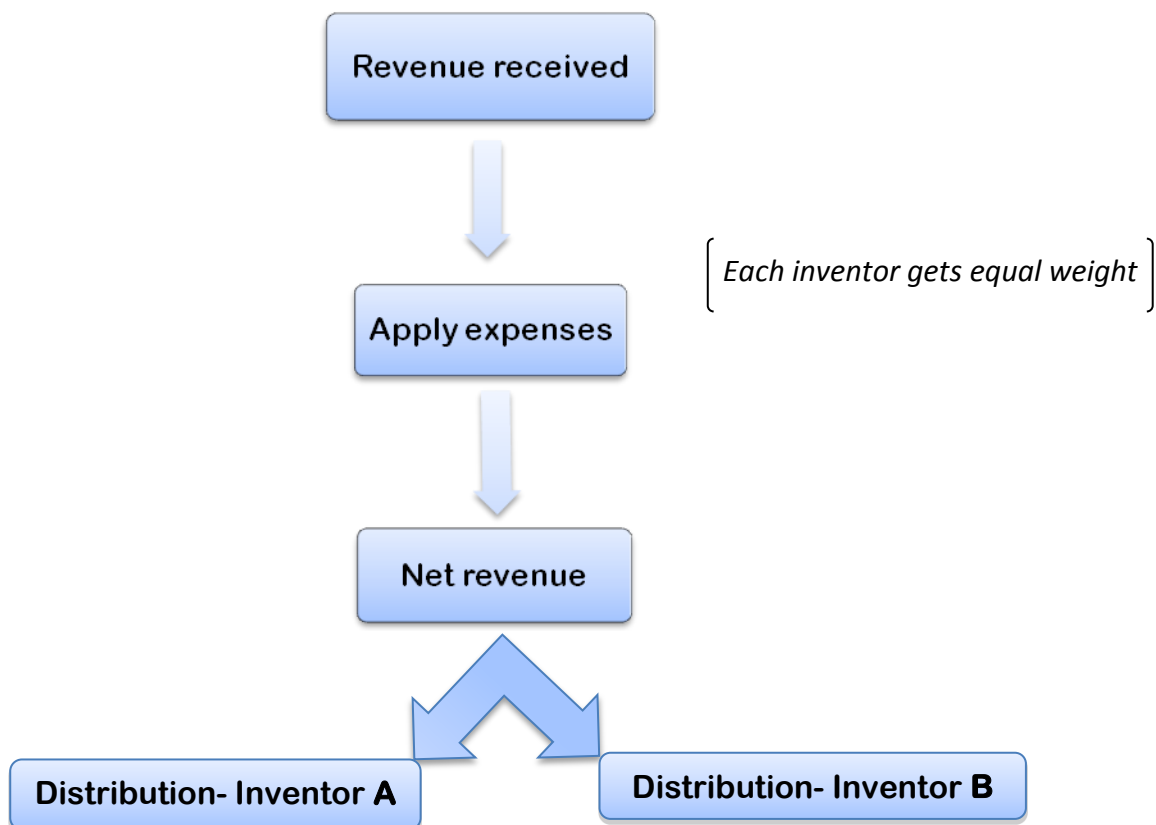 Revenue received
Each inventor gets equal weight
Apply expenses
Net revenue
Distribution- Inventor A
Distribution- Inventor B